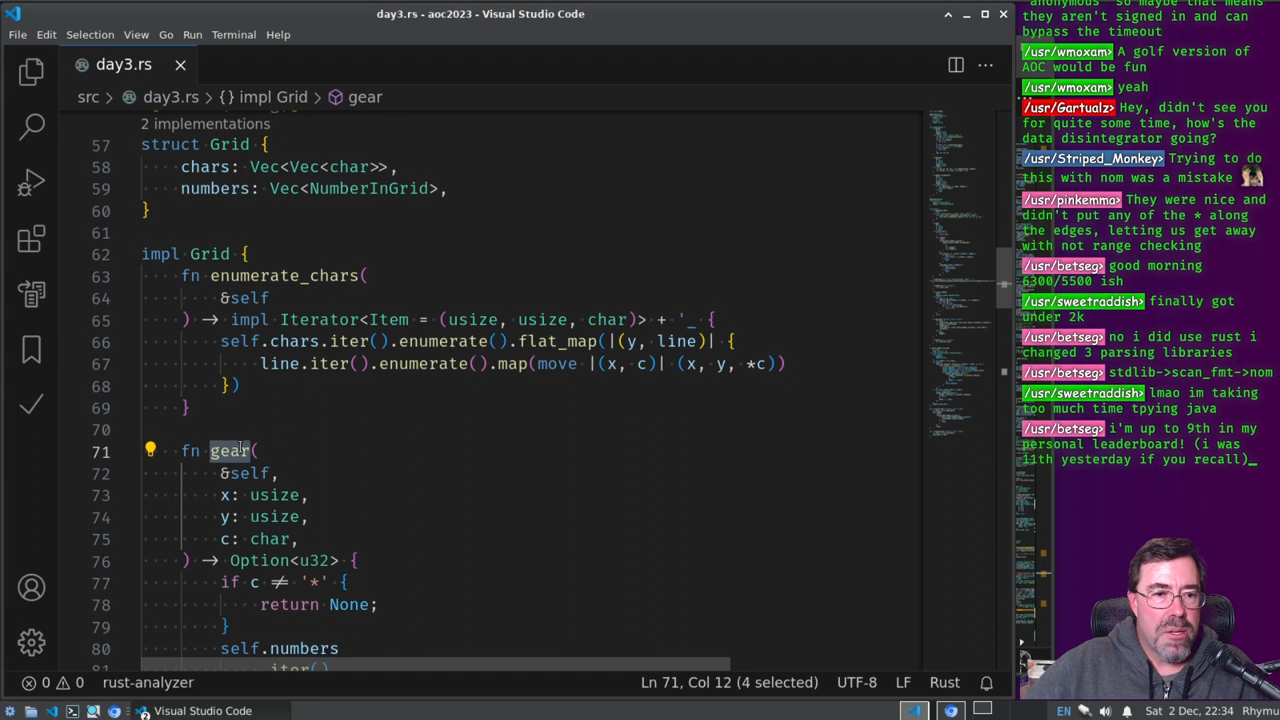 day3.rs - aoc2023 - Visual Studio Code
File Edit Selection View Go Run Terminal Help
day3.rs
src > day3.rs > {} impl Grid > gear
2 implementations
57 struct Grid {
58 chars: Vec<Vec<char>>,
59 numbers: Vec<NumberInGrid>,
60 }
61
62 impl Grid {
63 fn enumerate_chars(
64 &self
65 ) -> impl Iterator<Item = (usize, usize, char)> + '_ {
66 self.chars.iter().enumerate().flat_map(|(y, line)| {
67 line.iter().enumerate().map(move |(x, c)| (x, y, *c))
68 })
69 }
70
71 fn gear(
72 &self,
73 x: usize,
74 y: usize,
75 c: char,
76 ) -> Option<u32> {
77 if c != '*' {
78 return None;
79 }
80 self.numbers
81 .iter()
0 0 rust-analyzer Ln 71, Col 12 (4 selected) UTF-8 LF Rust
Visual Studio Code
EN Sat 2 Dec, 22:34 Rhymu
"anonymous" so maybe that means
they aren't signed in and can
bypass the timeout
/usr/wmoxam> A golf version of
AOC would be fun
/usr/wmoxam> yeah
/usr/Gartualz> Hey, didn't see you
for quite some time, how's the
data disintegrator going?
/usr/Striped_Monkey> Trying to do
this with nom was a mistake
/usr/pinkemma> They were nice and
didn't put any of the * along
the edges, letting us get away
with not range checking
/usr/betseg> good morning
6300/5500 ish
/usr/sweetraddish> finally got
under 2k
/usr/betseg> no i did use rust i
changed 3 parsing libraries
/usr/betseg> stdlib->scan_fmt->nom
/usr/sweetraddish> lmao im taking
too much time tpying java
/usr/betseg> i'm up to 9th in my
personal leaderboard! (i was
11th yesterday if you recall)_